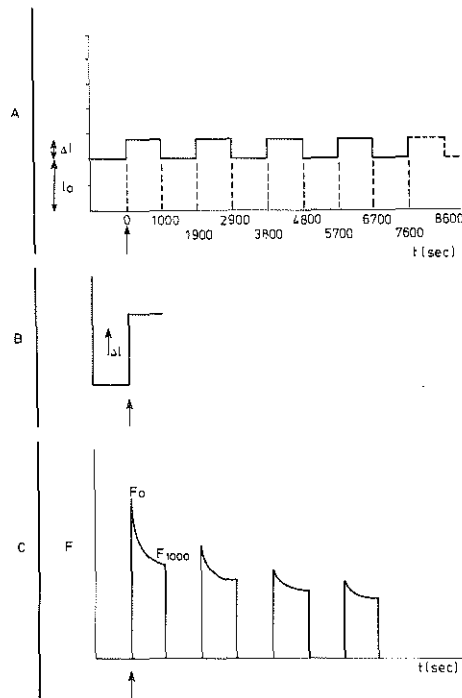 A
Δl
l₀
0 1000 2900 4800 6700 8600
1900 3800 5700 7600
t(sec)
B
Δl
C
F
F₀
F₁₀₀₀
t(sec)